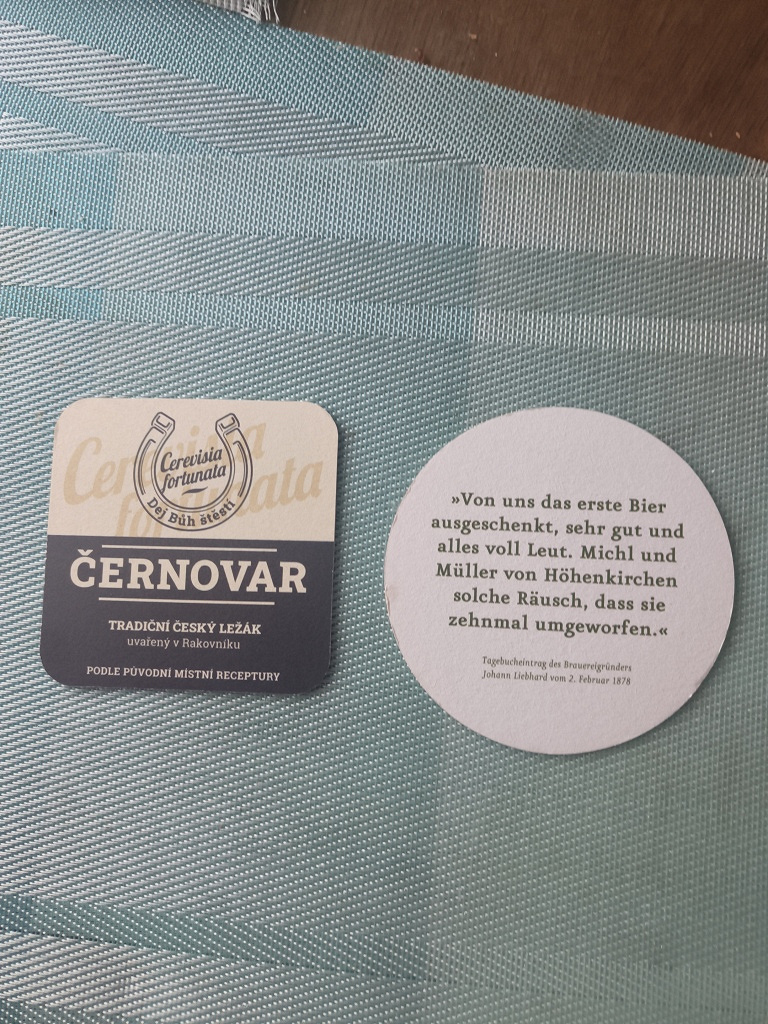 Cerevisia
fortunata
Cerevisia
fortunata
Dej Bůh štěstí
ČERNOVAR
TRADIČNÍ ČESKÝ LEŽÁK
uvařený v Rakovníku
PODLE PŮVODNÍ MÍSTNÍ RECEPTURY
»Von uns das erste Bier
ausgeschenkt, sehr gut und
alles voll Leut. Michl und
Müller von Höhenkirchen
solche Räusch, dass sie
zehnmal umgeworfen.«
Tagebucheintrag des Brauereigründers
Johann Liebhard vom 2. Februar 1878